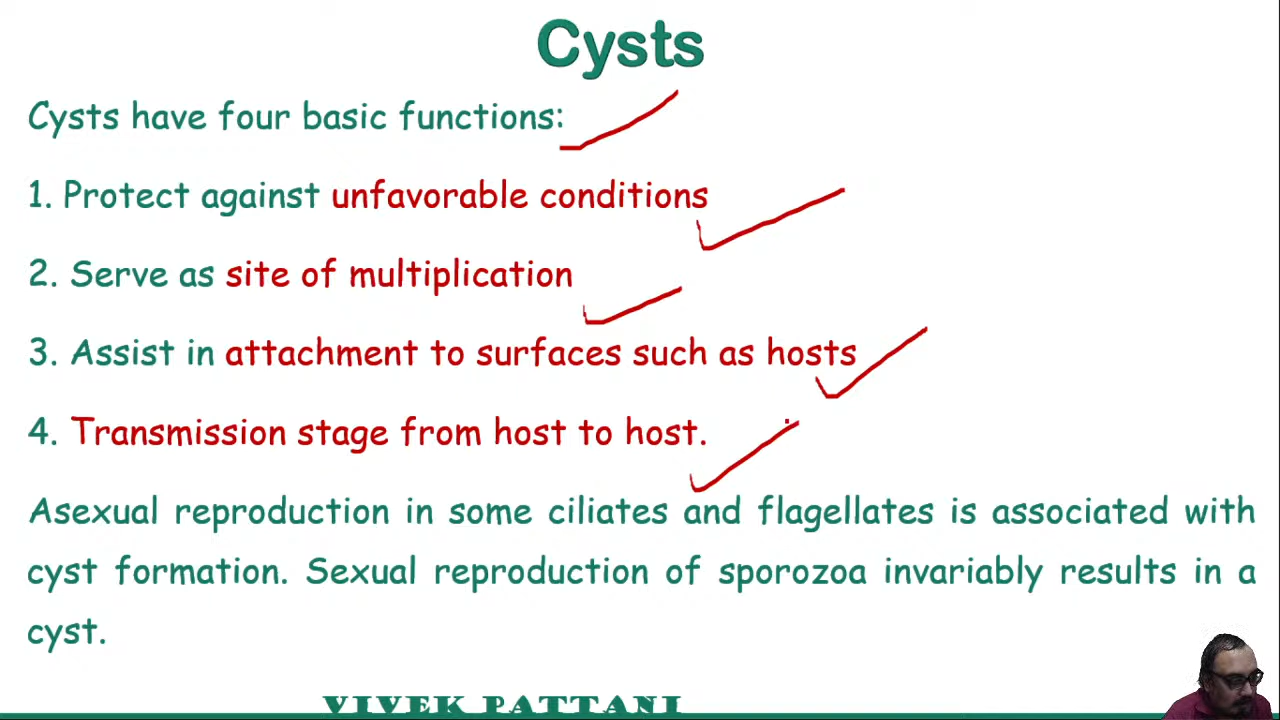 Cysts
Cysts have four basic functions:
1. Protect against unfavorable conditions
2. Serve as site of multiplication
3. Assist in attachment to surfaces such as hosts
4. Transmission stage from host to host.
Asexual reproduction in some ciliates and flagellates is associated with
cyst formation. Sexual reproduction of sporozoa invariably results in a
cyst.
VIVEK PATTANI